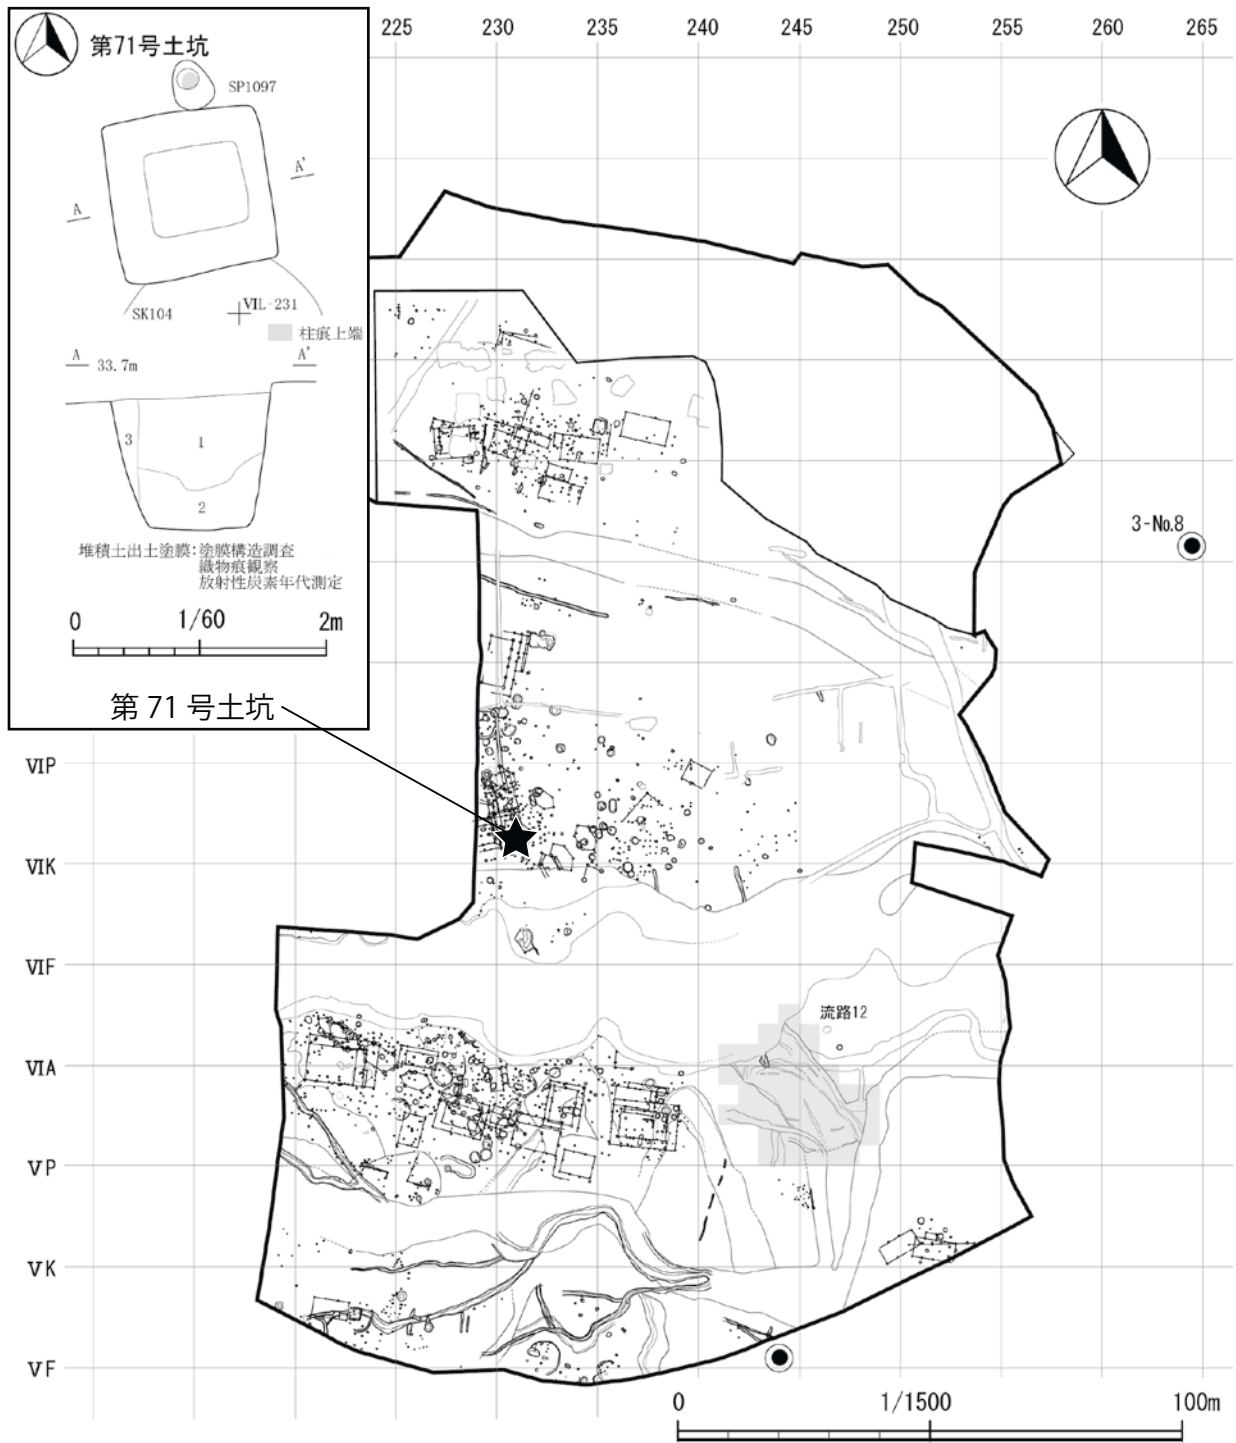 第71号土坑
SP1097
A'
A
SK104
VIL-231
柱痕上端
A 33.7m
A'
3
1
2
堆積土出土塗膜：塗膜構造調査
織物痕観察
放射性炭素年代測定
0 1/60 2m
第 71 号土坑
225 230 235 240 245 250 255 260 265
3-No.8
ⅥP
ⅥK
ⅥF
流路12
ⅥA
ⅤP
ⅤK
ⅤF
0 1/1500 100m